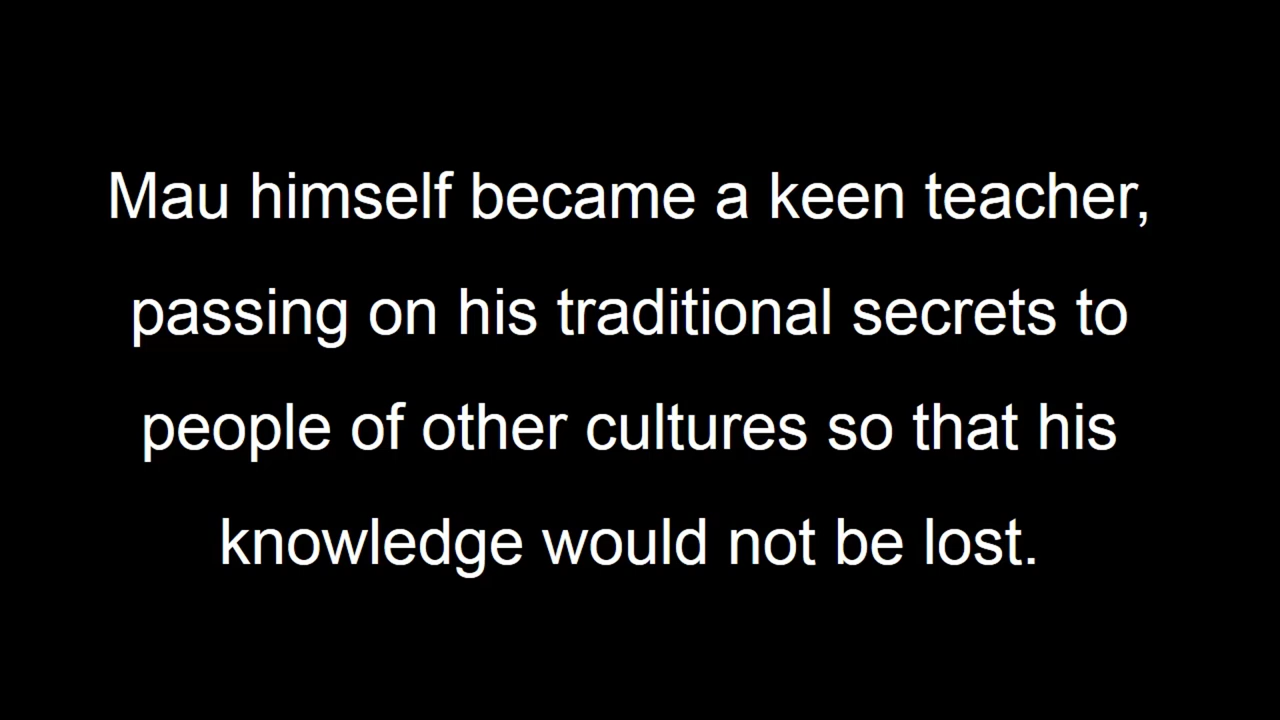 Mau himself became a keen teacher,
passing on his traditional secrets to
people of other cultures so that his
knowledge would not be lost.